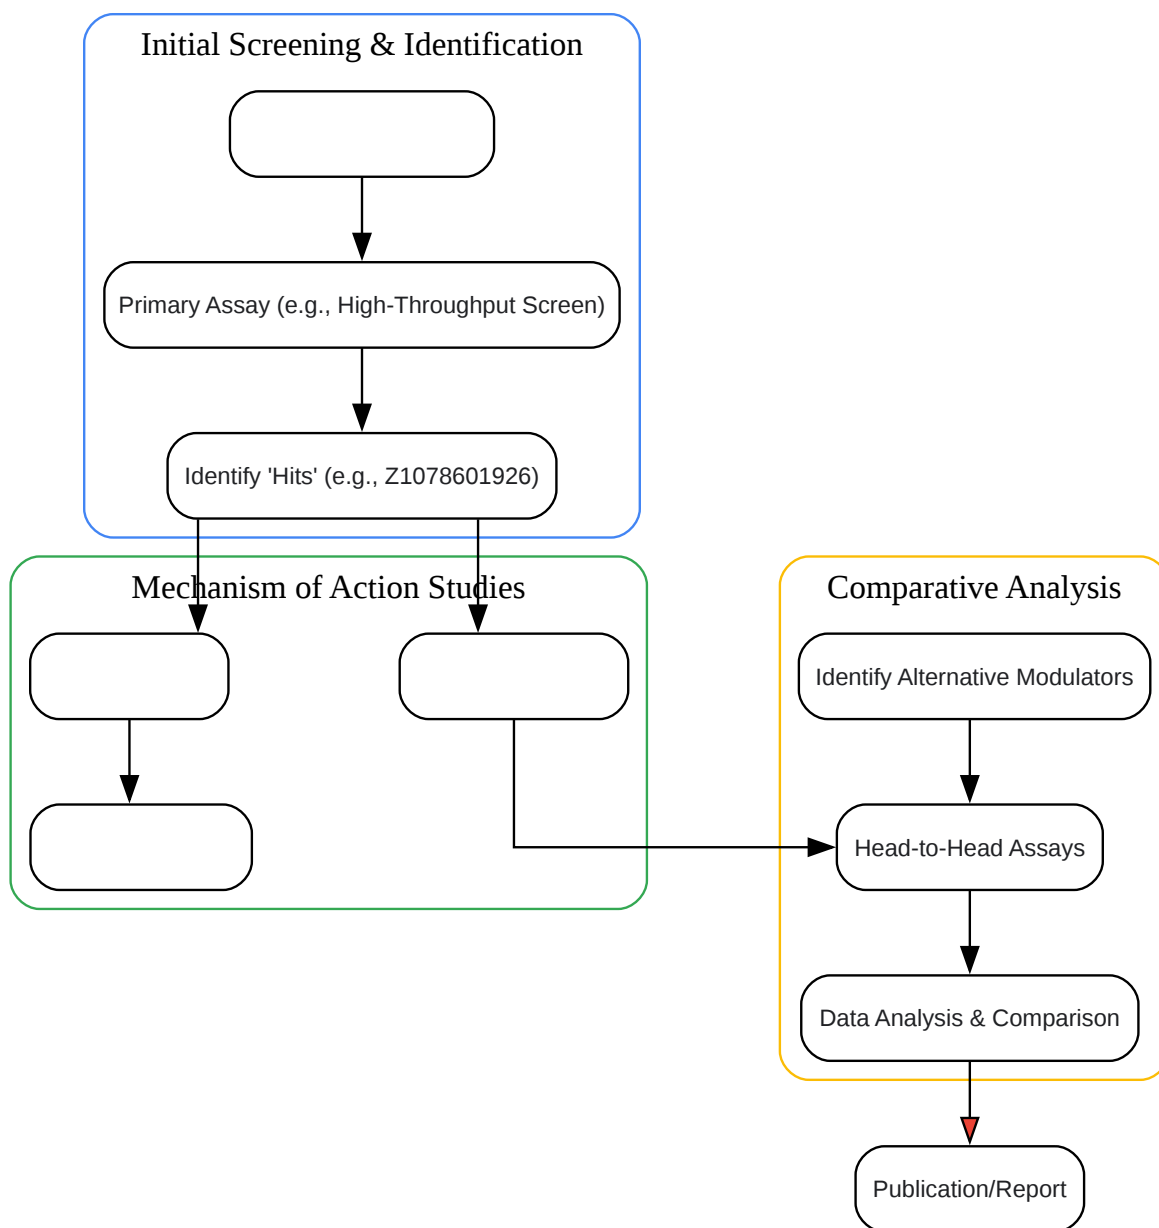 Initial Screening & Identification
Primary Assay (e.g., High-Throughput Screen)
Identify 'Hits' (e.g., Z1078601926)
Mechanism of Action Studies
Comparative Analysis
Identify Alternative Modulators
Head-to-Head Assays
Data Analysis & Comparison
Publication/Report